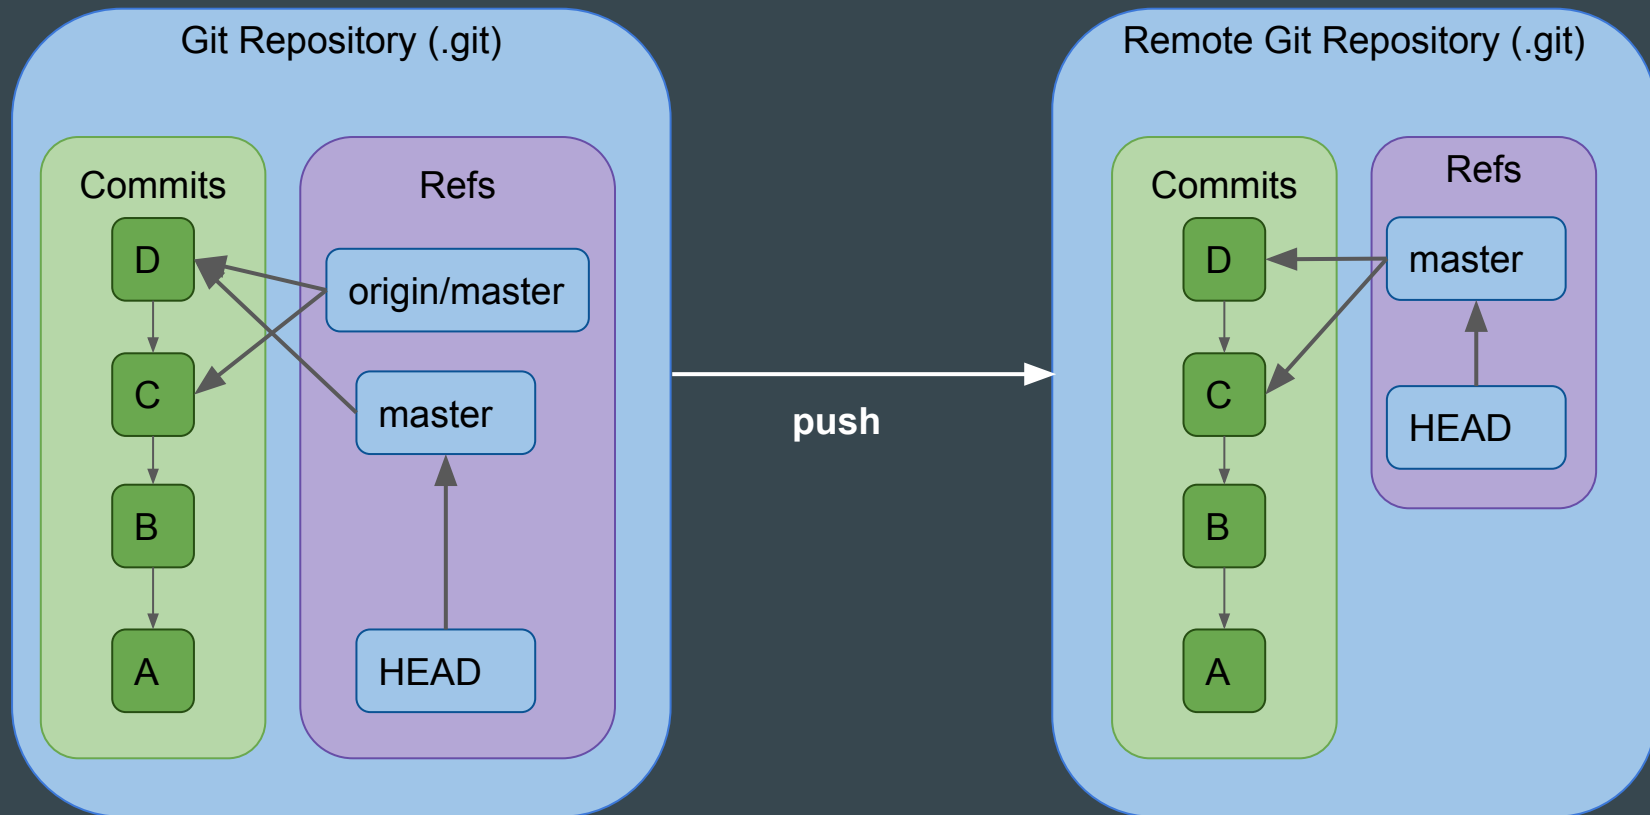 Git Repository (.git)
Commits
D
C
B
A
Refs
origin/master
master
HEAD
push
Remote Git Repository (.git)
Commits
D
C
B
A
Refs
master
HEAD